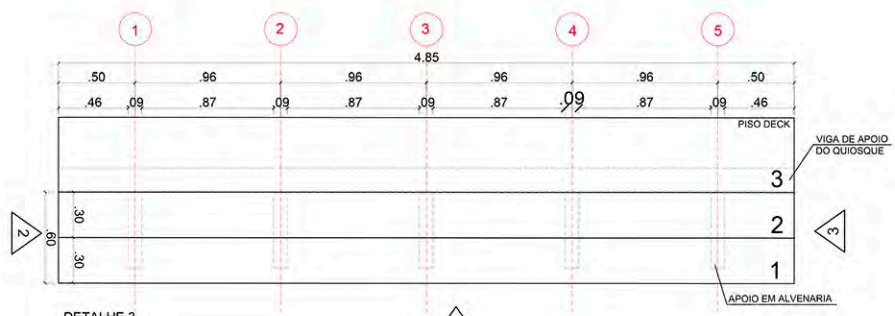 1 2 3 4 5
4.85
.50 .96 .96 .96 .96 .50
.46 .09 .87 .09 .87 .09 .87 .09 .87 .09 .46
PISO DECK
VIGA DE APOIO
DO QUIOSQUE
3
.30
2
2
3
.60
.30
1
APOIO EM ALVENARIA
DETALHE 3